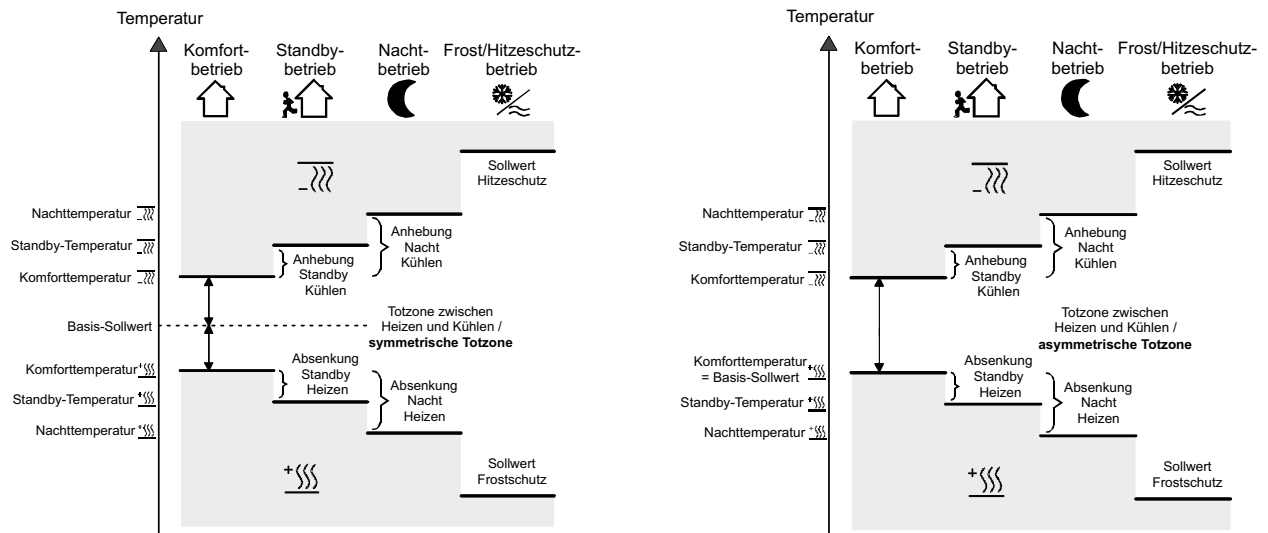 Temperatur
Komfort-
betrieb
Standby-
betrieb
Nacht-
betrieb
Frost/Hitzeschutz-
betrieb
Sollwert
Hitzeschutz
Nachttemperatur
Standby-Temperatur
Komforttemperatur
Anhebung
Standby
Kühlen
Anhebung
Nacht
Kühlen
Basis-Sollwert
Totzone zwischen
Heizen und Kühlen /
symmetrische Totzone
Komforttemperatur
Standby-Temperatur
Nachttemperatur
Absenkung
Standby
Heizen
Absenkung
Nacht
Heizen
Sollwert
Frostschutz
Temperatur
Komfort-
betrieb
Standby-
betrieb
Nacht-
betrieb
Frost/Hitzeschutz-
betrieb
Sollwert
Hitzeschutz
Nachttemperatur
Standby-Temperatur
Komforttemperatur
Anhebung
Standby
Kühlen
Anhebung
Nacht
Kühlen
Totzone zwischen
Heizen und Kühlen /
asymmetrische Totzone
Komforttemperatur
= Basis-Sollwert
Standby-Temperatur
Nachttemperatur
Absenkung
Standby
Heizen
Absenkung
Nacht
Heizen
Sollwert
Frostschutz